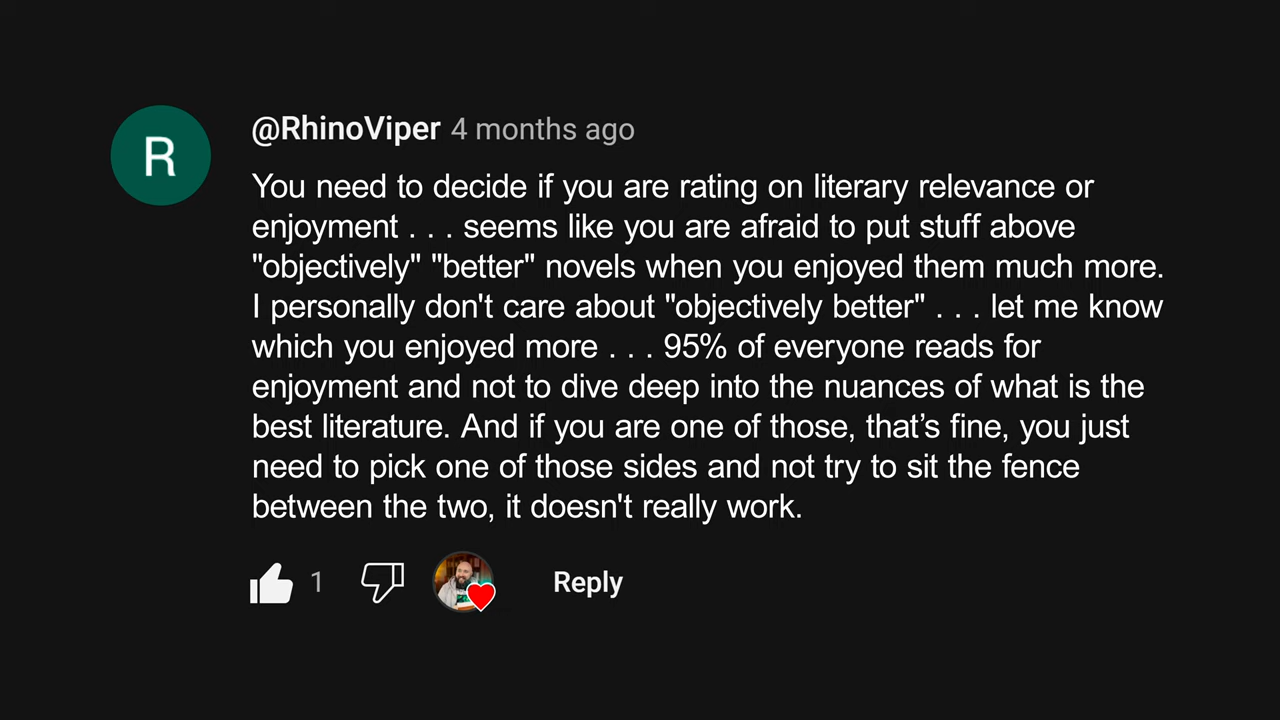 R
@RhinoViper 4 months ago
You need to decide if you are rating on literary relevance or
enjoyment . . . seems like you are afraid to put stuff above
"objectively" "better" novels when you enjoyed them much more.
I personally don't care about "objectively better" . . . let me know
which you enjoyed more . . . 95% of everyone reads for
enjoyment and not to dive deep into the nuances of what is the
best literature. And if you are one of those, that’s fine, you just
need to pick one of those sides and not try to sit the fence
between the two, it doesn't really work.
1 Reply